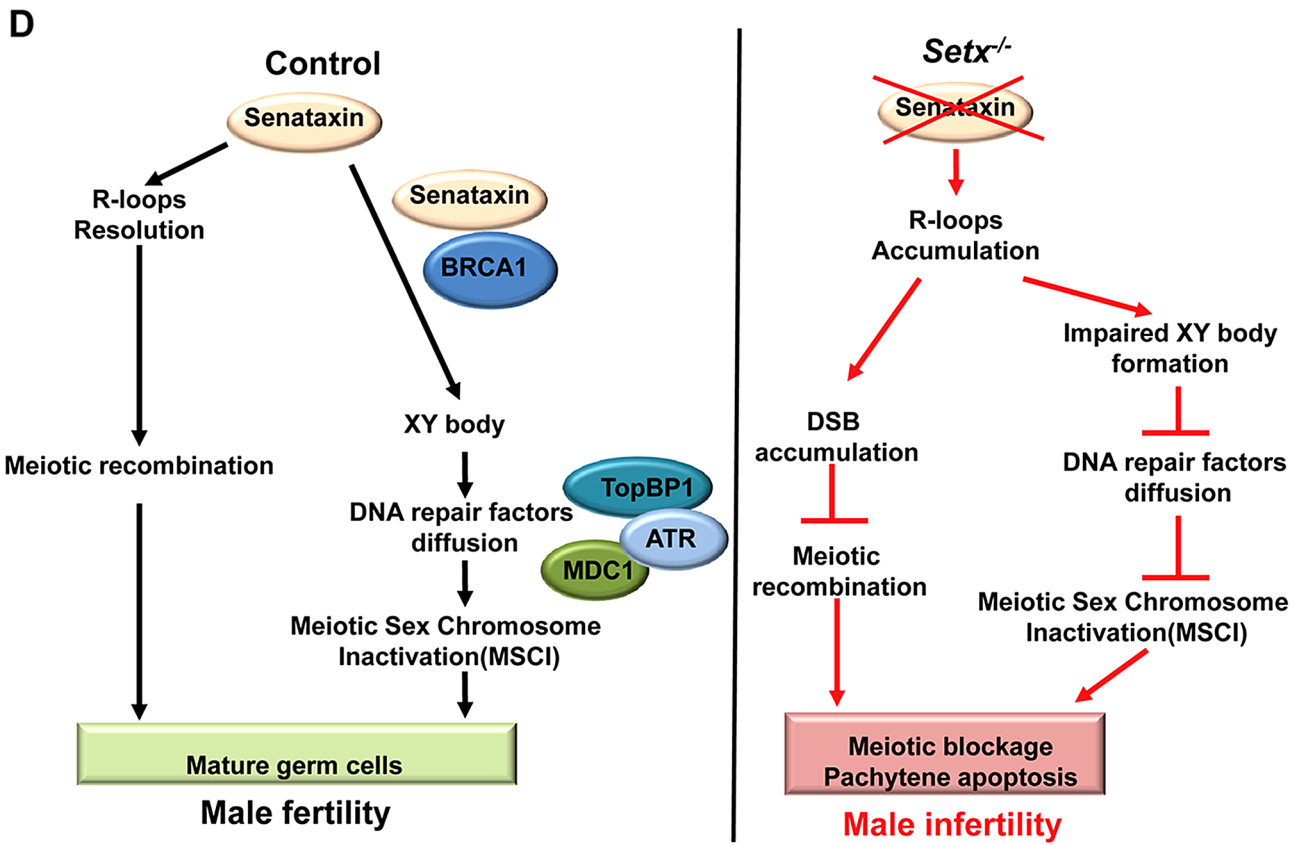 D
Control
Senataxin
R-loops
Resolution
Senataxin
BRCA1
XY body
Meiotic recombination
TopBP1
DNA repair factors
diffusion
ATR
MDC1
Meiotic Sex Chromosome
Inactivation(MSCI)
Mature germ cells
Male fertility
Setx-/-
Senataxin
R-loops
Accumulation
Impaired XY body
formation
DSB
accumulation
DNA repair factors
diffusion
Meiotic
recombination
Meiotic Sex Chromosome
Inactivation(MSCI)
Meiotic blockage
Pachytene apoptosis
Male infertility